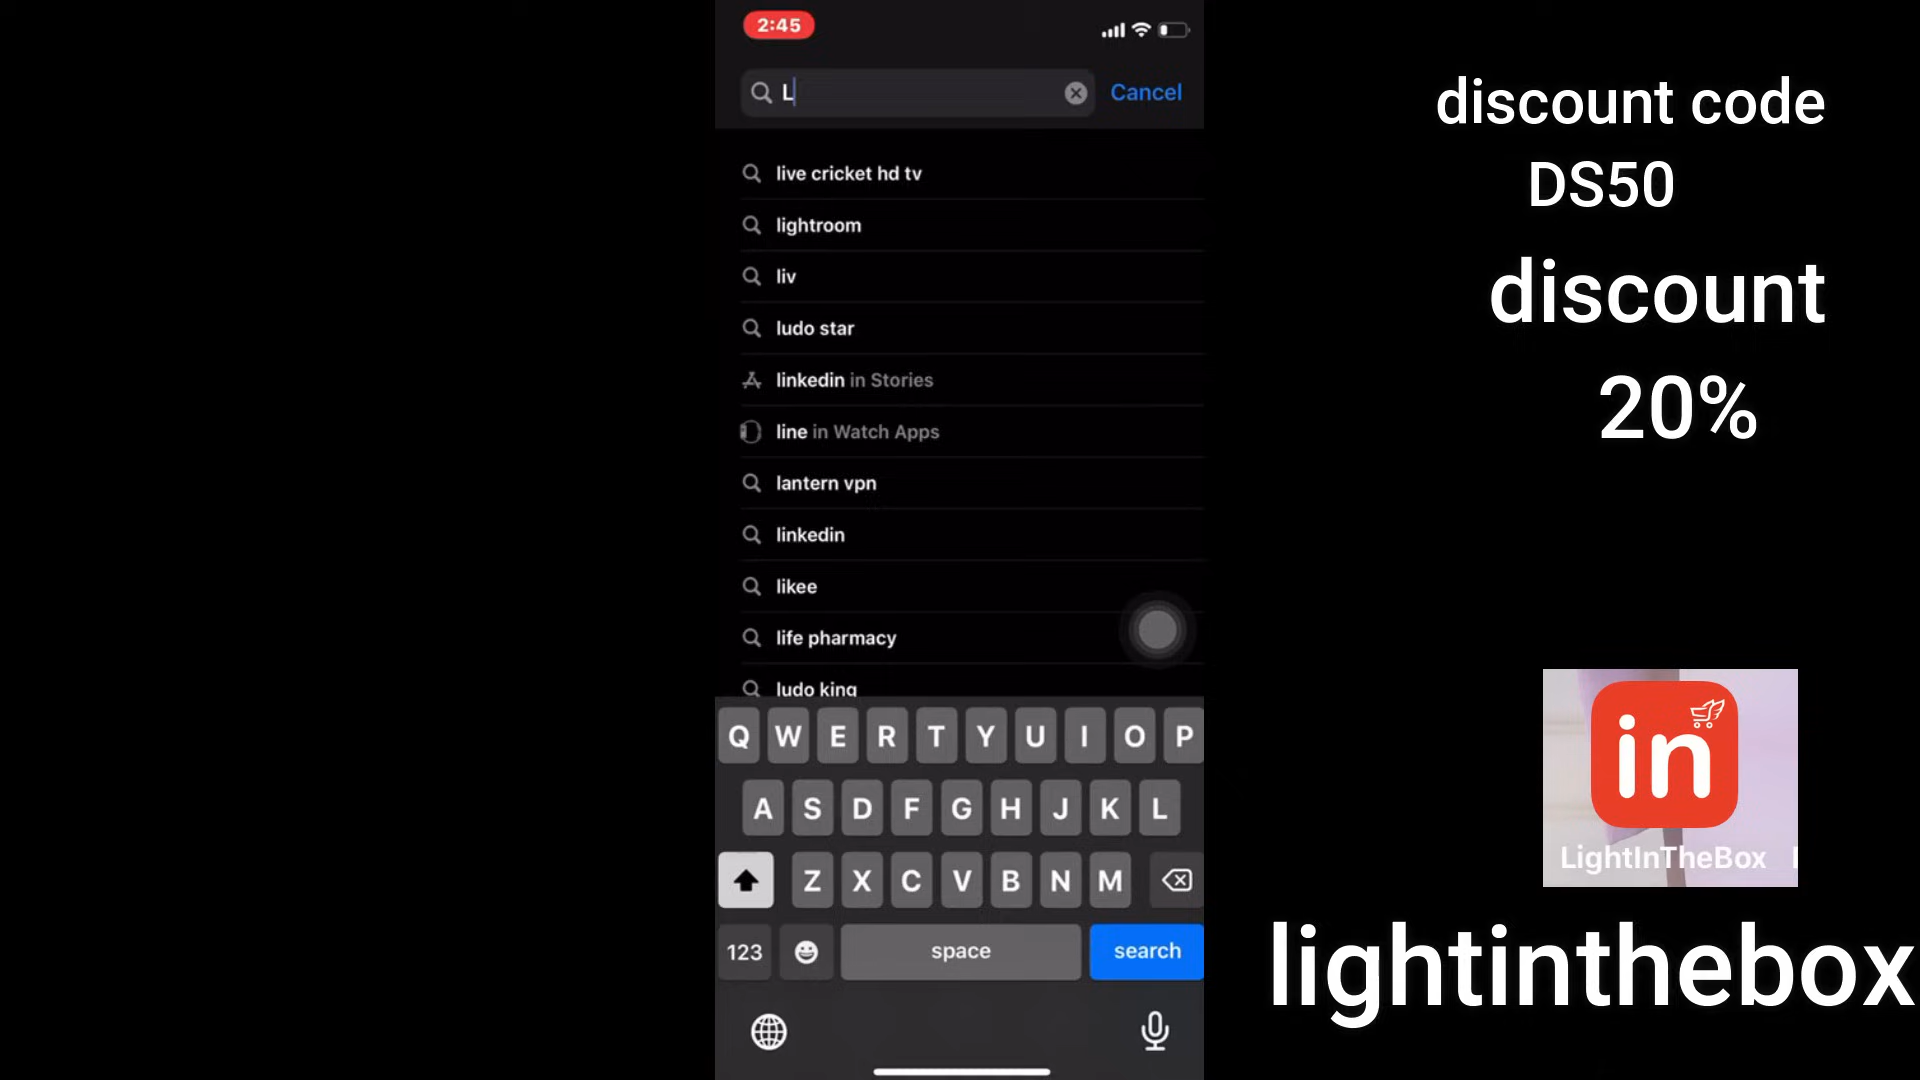 2:45
L
Cancel
live cricket hd tv
lightroom
liv
ludo star
linkedin in Stories
line in Watch Apps
lantern vpn
linkedin
likee
life pharmacy
ludo king
Q W E R T Y U I O P
A S D F G H J K L
Z X C V B N M
123 space search
discount code
DS50
discount
20%
in
LightInTheBox
lightinthebox